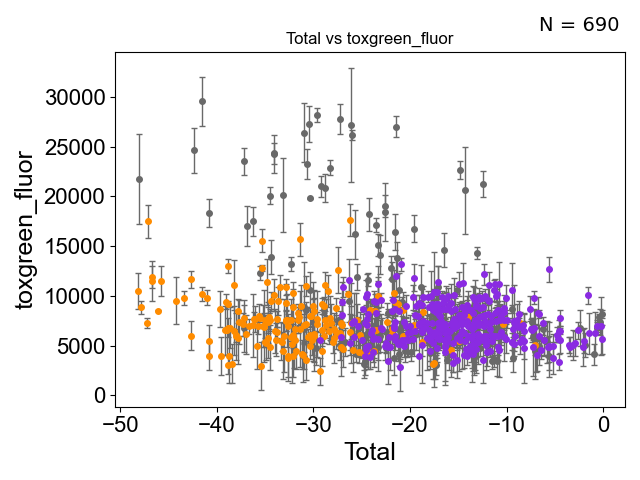 N = 690
Total vs toxgreen_fluor
toxgreen_fluor
30000
25000
20000
15000
10000
5000
0
−50 −40 −30 −20 −10 0
Total